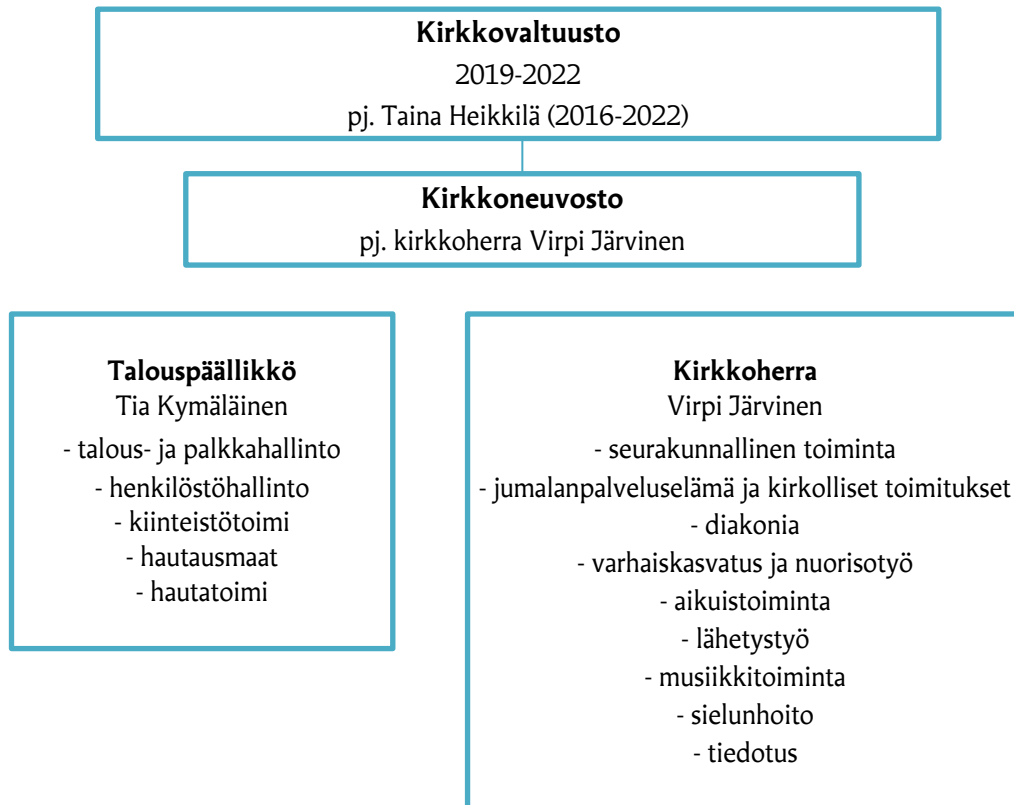 Kirkkovaltuusto
2019-2022
pj. Taina Heikkilä (2016-2022)
Kirkkoneuvosto
pj. kirkkoherra Virpi Järvinen
Talouspäällikkö
Tia Kymäläinen
- talous- ja palkkahallinto
- henkilöstöhallinto
- kiinteistötoimi
- hautausmaat
- hautatoimi
Kirkkoherra
Virpi Järvinen
- seurakunnallinen toiminta
- jumalanpalveluselämä ja kirkolliset toimitukset
- diakonia
- varhaiskasvatus ja nuorisotyö
- aikuistoiminta
- lähetystyö
- musiikkitoiminta
- sielunhoito
- tiedotus